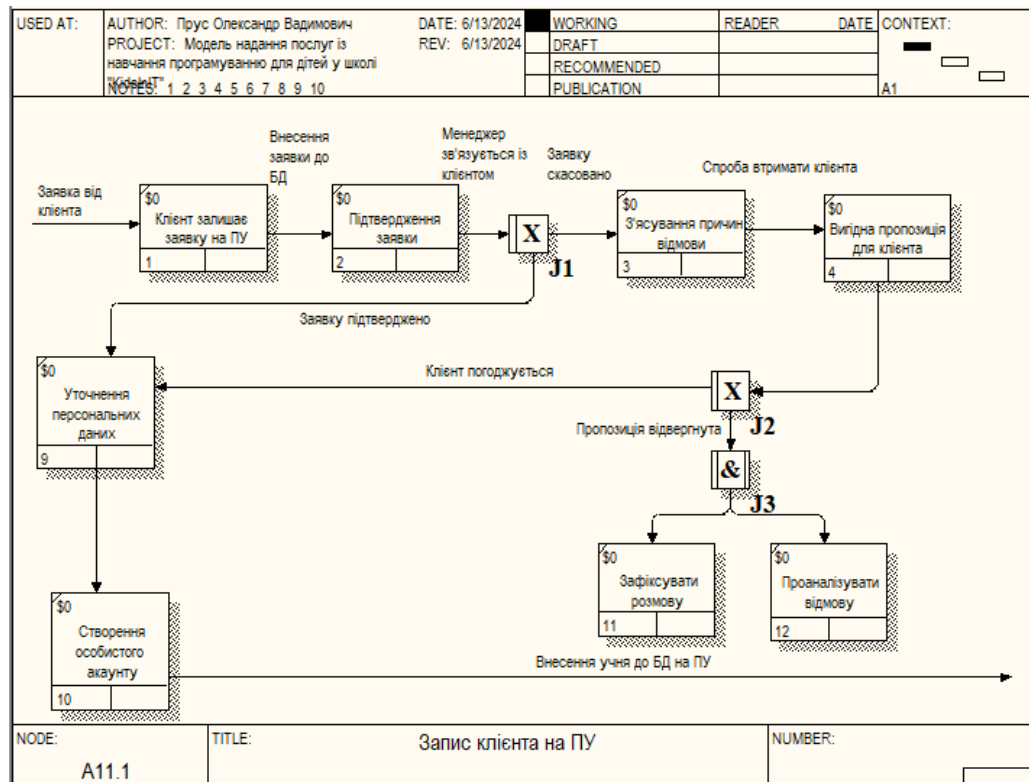 USED AT:
AUTHOR: Прус Олександр Вадимович
DATE: 6/13/2024
PROJECT: Модель надання послуг із
REV: 6/13/2024
навчання програмуванню для дітей у школі
"KidsInIT"
NOTES: 1 2 3 4 5 6 7 8 9 10
WORKING
DRAFT
RECOMMENDED
PUBLICATION
READER DATE
CONTEXT:
A1
Заявка від
клієнта
$0
Клієнт залишає
заявку на ПУ
1
Внесення
заявки до
БД
$0
Підтвердження
заявки
2
Менеджер
зв'язується із
клієнтом
X
J1
Заявку
скасовано
$0
З'ясування причин
відмови
3
Спроба втримати клієнта
$0
Вигідна пропозиція
для клієнта
4
Заявку підтверджено
$0
Уточнення
персональних
даних
9
Клієнт погоджується
X
J2
Пропозиція відвергнута
&
J3
$0
Зафіксувати
розмову
11
$0
Проаналізувати
відмову
12
$0
Створення
особистого
акаунту
10
Внесення учня до БД на ПУ
NODE:
A11.1
TITLE:
Запис клієнта на ПУ
NUMBER: